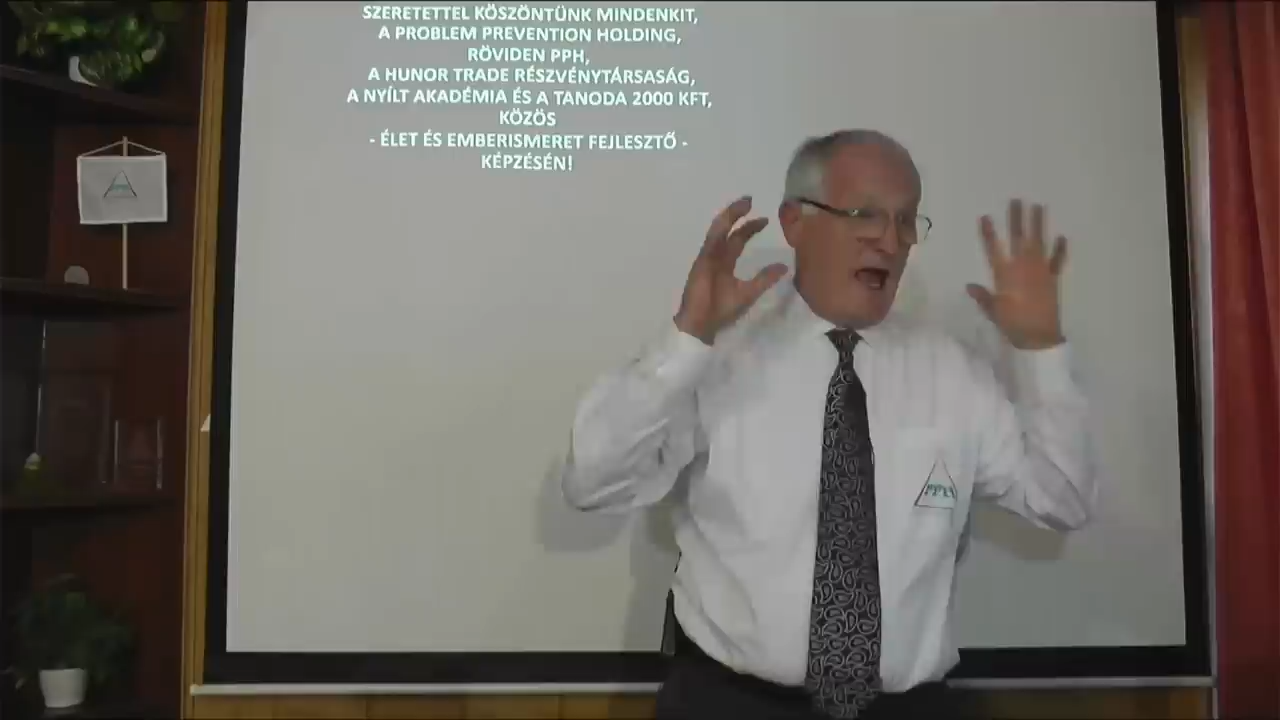 SZERETETTEL KÖSZÖNTÜNK MINDENKIT,
A PROBLEM PREVENTION HOLDING,
RÖVIDEN PPH,
A HUNOR TRADE RÉSZVÉNYTÁRSASÁG,
A NYÍLT AKADÉMIA ÉS A TANODA 2000 KFT,
KÖZÖS
- ÉLET ÉS EMBERISMERET FEJLESZTŐ -
KÉPZÉSÉN!